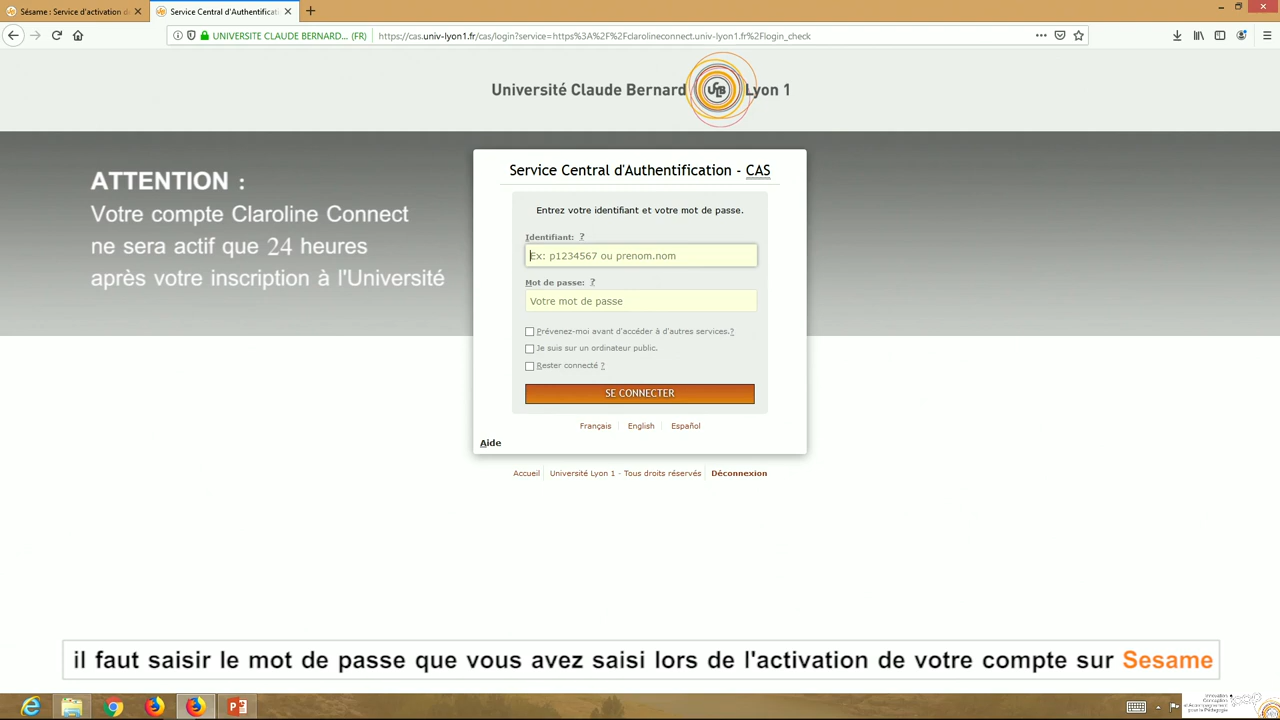 Sésame : Service d'activation d
Service Central d'Authentificati
UNIVERSITE CLAUDE BERNARD... (FR)
https://cas.univ-lyon1.fr/cas/login?service=https%3A%2F%2Fclarolineconnect.univ-lyon1.fr%2Flogin_check
Université Claude Bernard Lyon 1
ATTENTION :
Votre compte Claroline Connect
ne sera actif que 24 heures
après votre inscription à l'Université
Service Central d'Authentification - CAS
Entrez votre identifiant et votre mot de passe.
Identifiant: ?
Ex: p1234567 ou prenom.nom
Mot de passe: ?
Votre mot de passe
Prévenez-moi avant d'accéder à d'autres services.?
Je suis sur un ordinateur public.
Rester connecté ?
SE CONNECTER
Français English Español
Aide
Accueil Université Lyon 1 - Tous droits réservés Déconnexion
il faut saisir le mot de passe que vous avez saisi lors de l'activation de votre compte sur Sesame